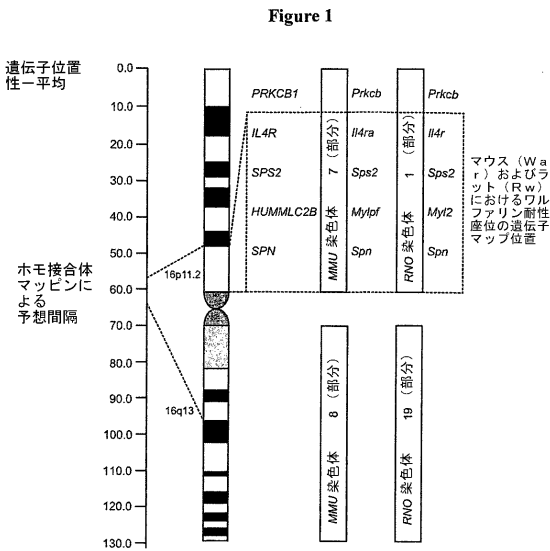 Figure 1
遺伝子位置
性ー平均
0.0
10.0
20.0
30.0
40.0
50.0
60.0
70.0
80.0
90.0
100.0
110.0
120.0
130.0
ホモ接合体
マッピンに
よる
予想間隔
16p11.2
16q13
PRKCB1
IL4R
SPS2
HUMMLC2B
SPN
MMU 染色体 7 (部分)
Prkcb
Il4ra
Sps2
Mylpf
Spn
RNO 染色体 1 (部分)
Prkcb
Il4r
Sps2
Myl2
Spn
マウス(Wa
r)およびラ
ット(Rw)
におけるワル
ファリン耐性
座位の遺伝子
マップ位置
MMU 染色体 8 (部分)
RNO 染色体 19 (部分)